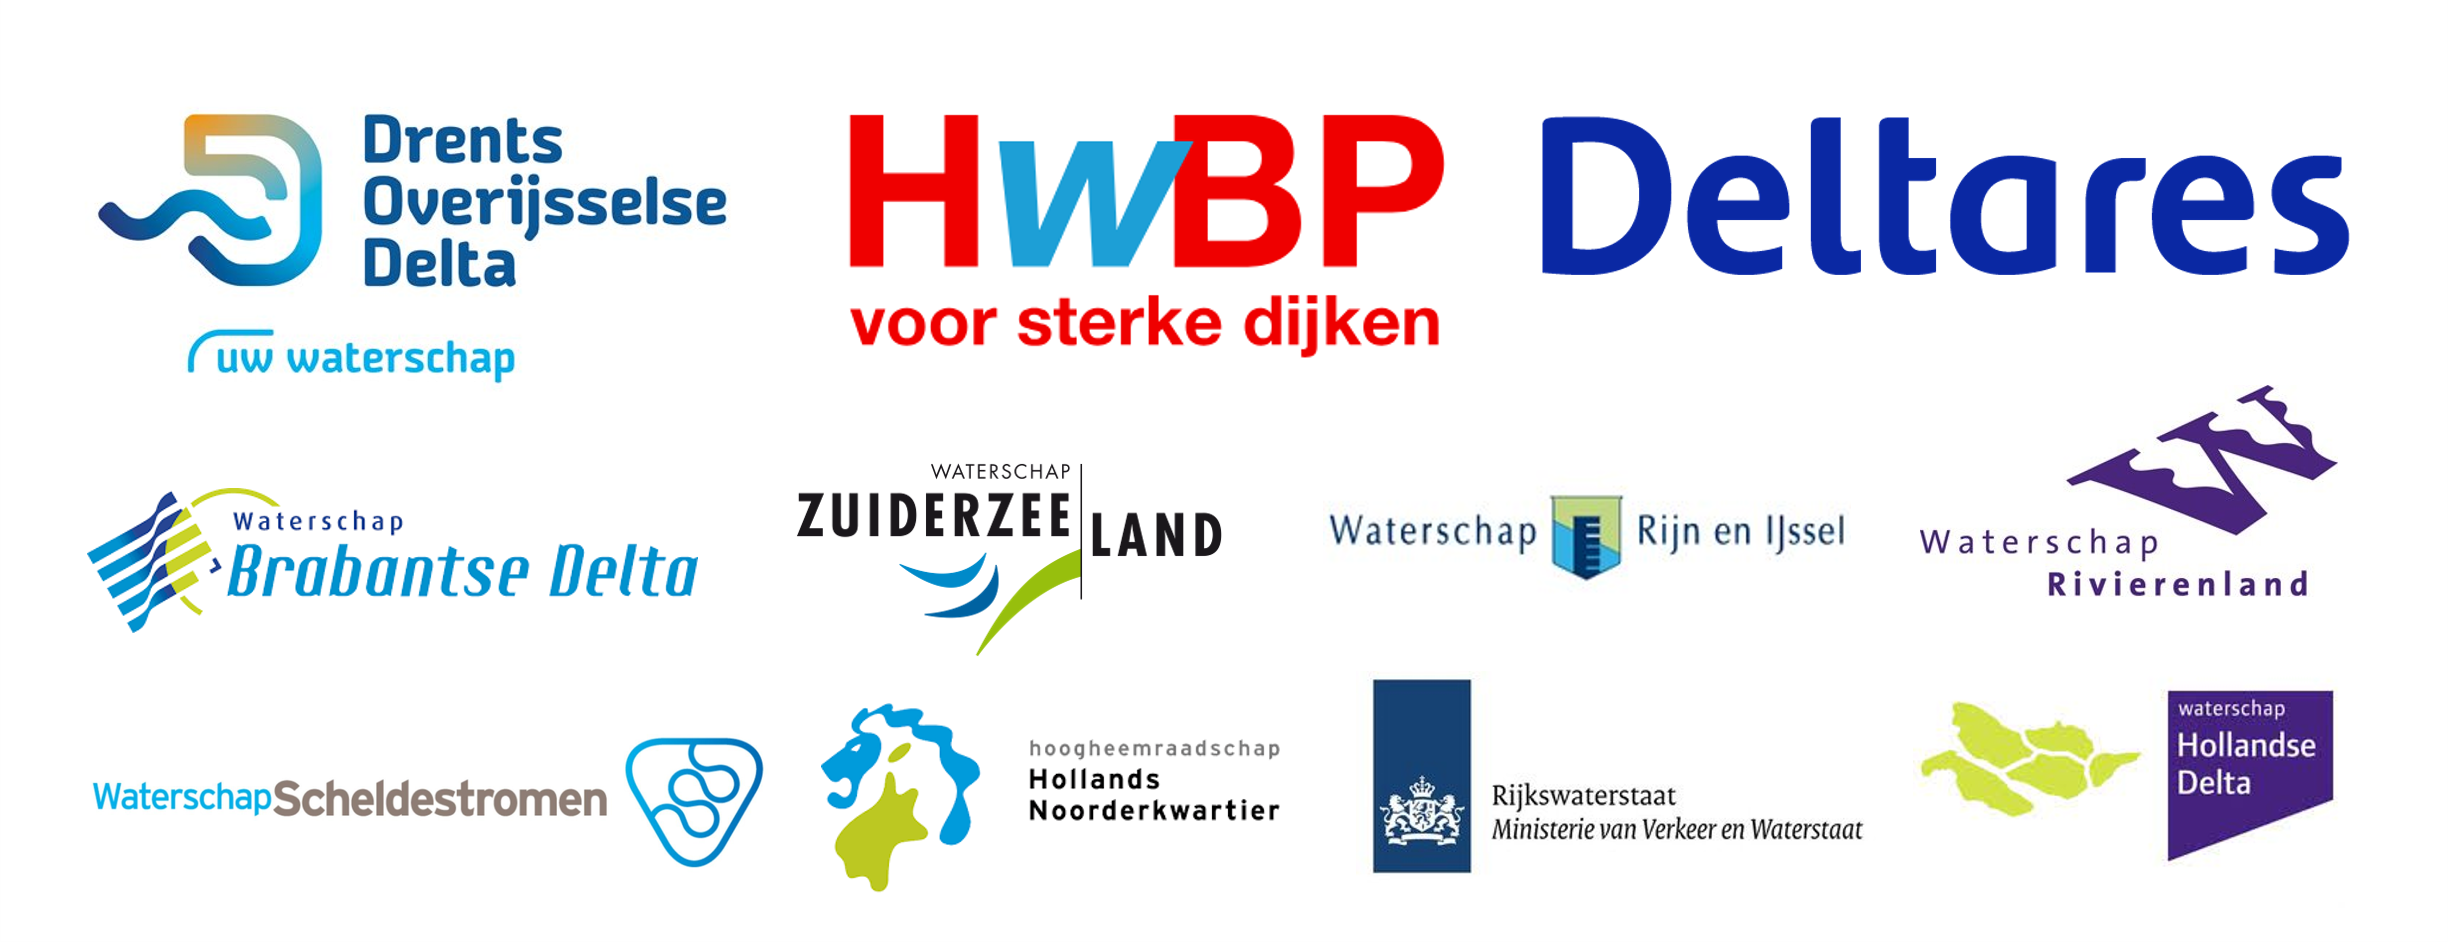 Drents
Overijsselse
Delta
uw waterschap
HWBP
voor sterke dijken
Deltares
Waterschap
Brabantse Delta
WATERSCHAP
ZUIDERZEE
LAND
Waterschap Rijn en IJssel
Waterschap
Rivierenland
WaterschapScheldestromen
hoogheemraadschap
Hollands
Noorderkwartier
Rijkswaterstaat
Ministerie van Verkeer en Waterstaat
waterschap
Hollandse
Delta